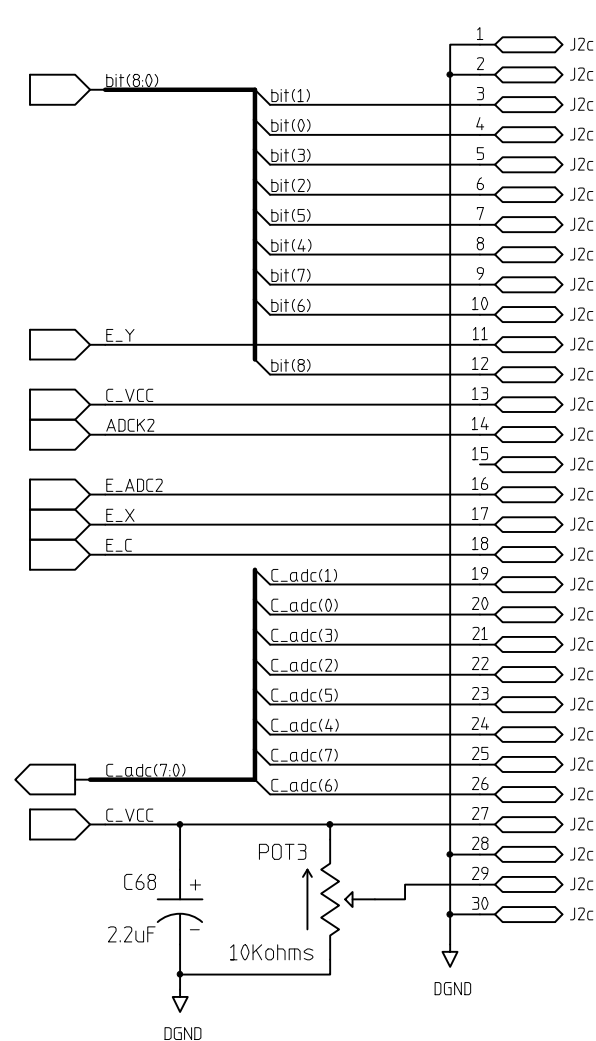 1 J2c
2 J2c
bit(8:0)
bit(1) 3 J2c
bit(0) 4 J2c
bit(3) 5 J2c
bit(2) 6 J2c
bit(5) 7 J2c
bit(4) 8 J2c
bit(7) 9 J2c
bit(6) 10 J2c
E_Y 11 J2c
bit(8) 12 J2c
C_VCC 13 J2c
ADCK2 14 J2c
15 J2c
E_ADC2 16 J2c
E_X 17 J2c
E_C 18 J2c
C_adc(1) 19 J2c
C_adc(0) 20 J2c
C_adc(3) 21 J2c
C_adc(2) 22 J2c
C_adc(5) 23 J2c
C_adc(4) 24 J2c
C_adc(7) 25 J2c
C_adc(7:0)
C_adc(6) 26 J2c
C_VCC 27 J2c
POT3 28 J2c
C68 + 29 J2c
30 J2c
2.2uF −
10Kohms
DGND
DGND